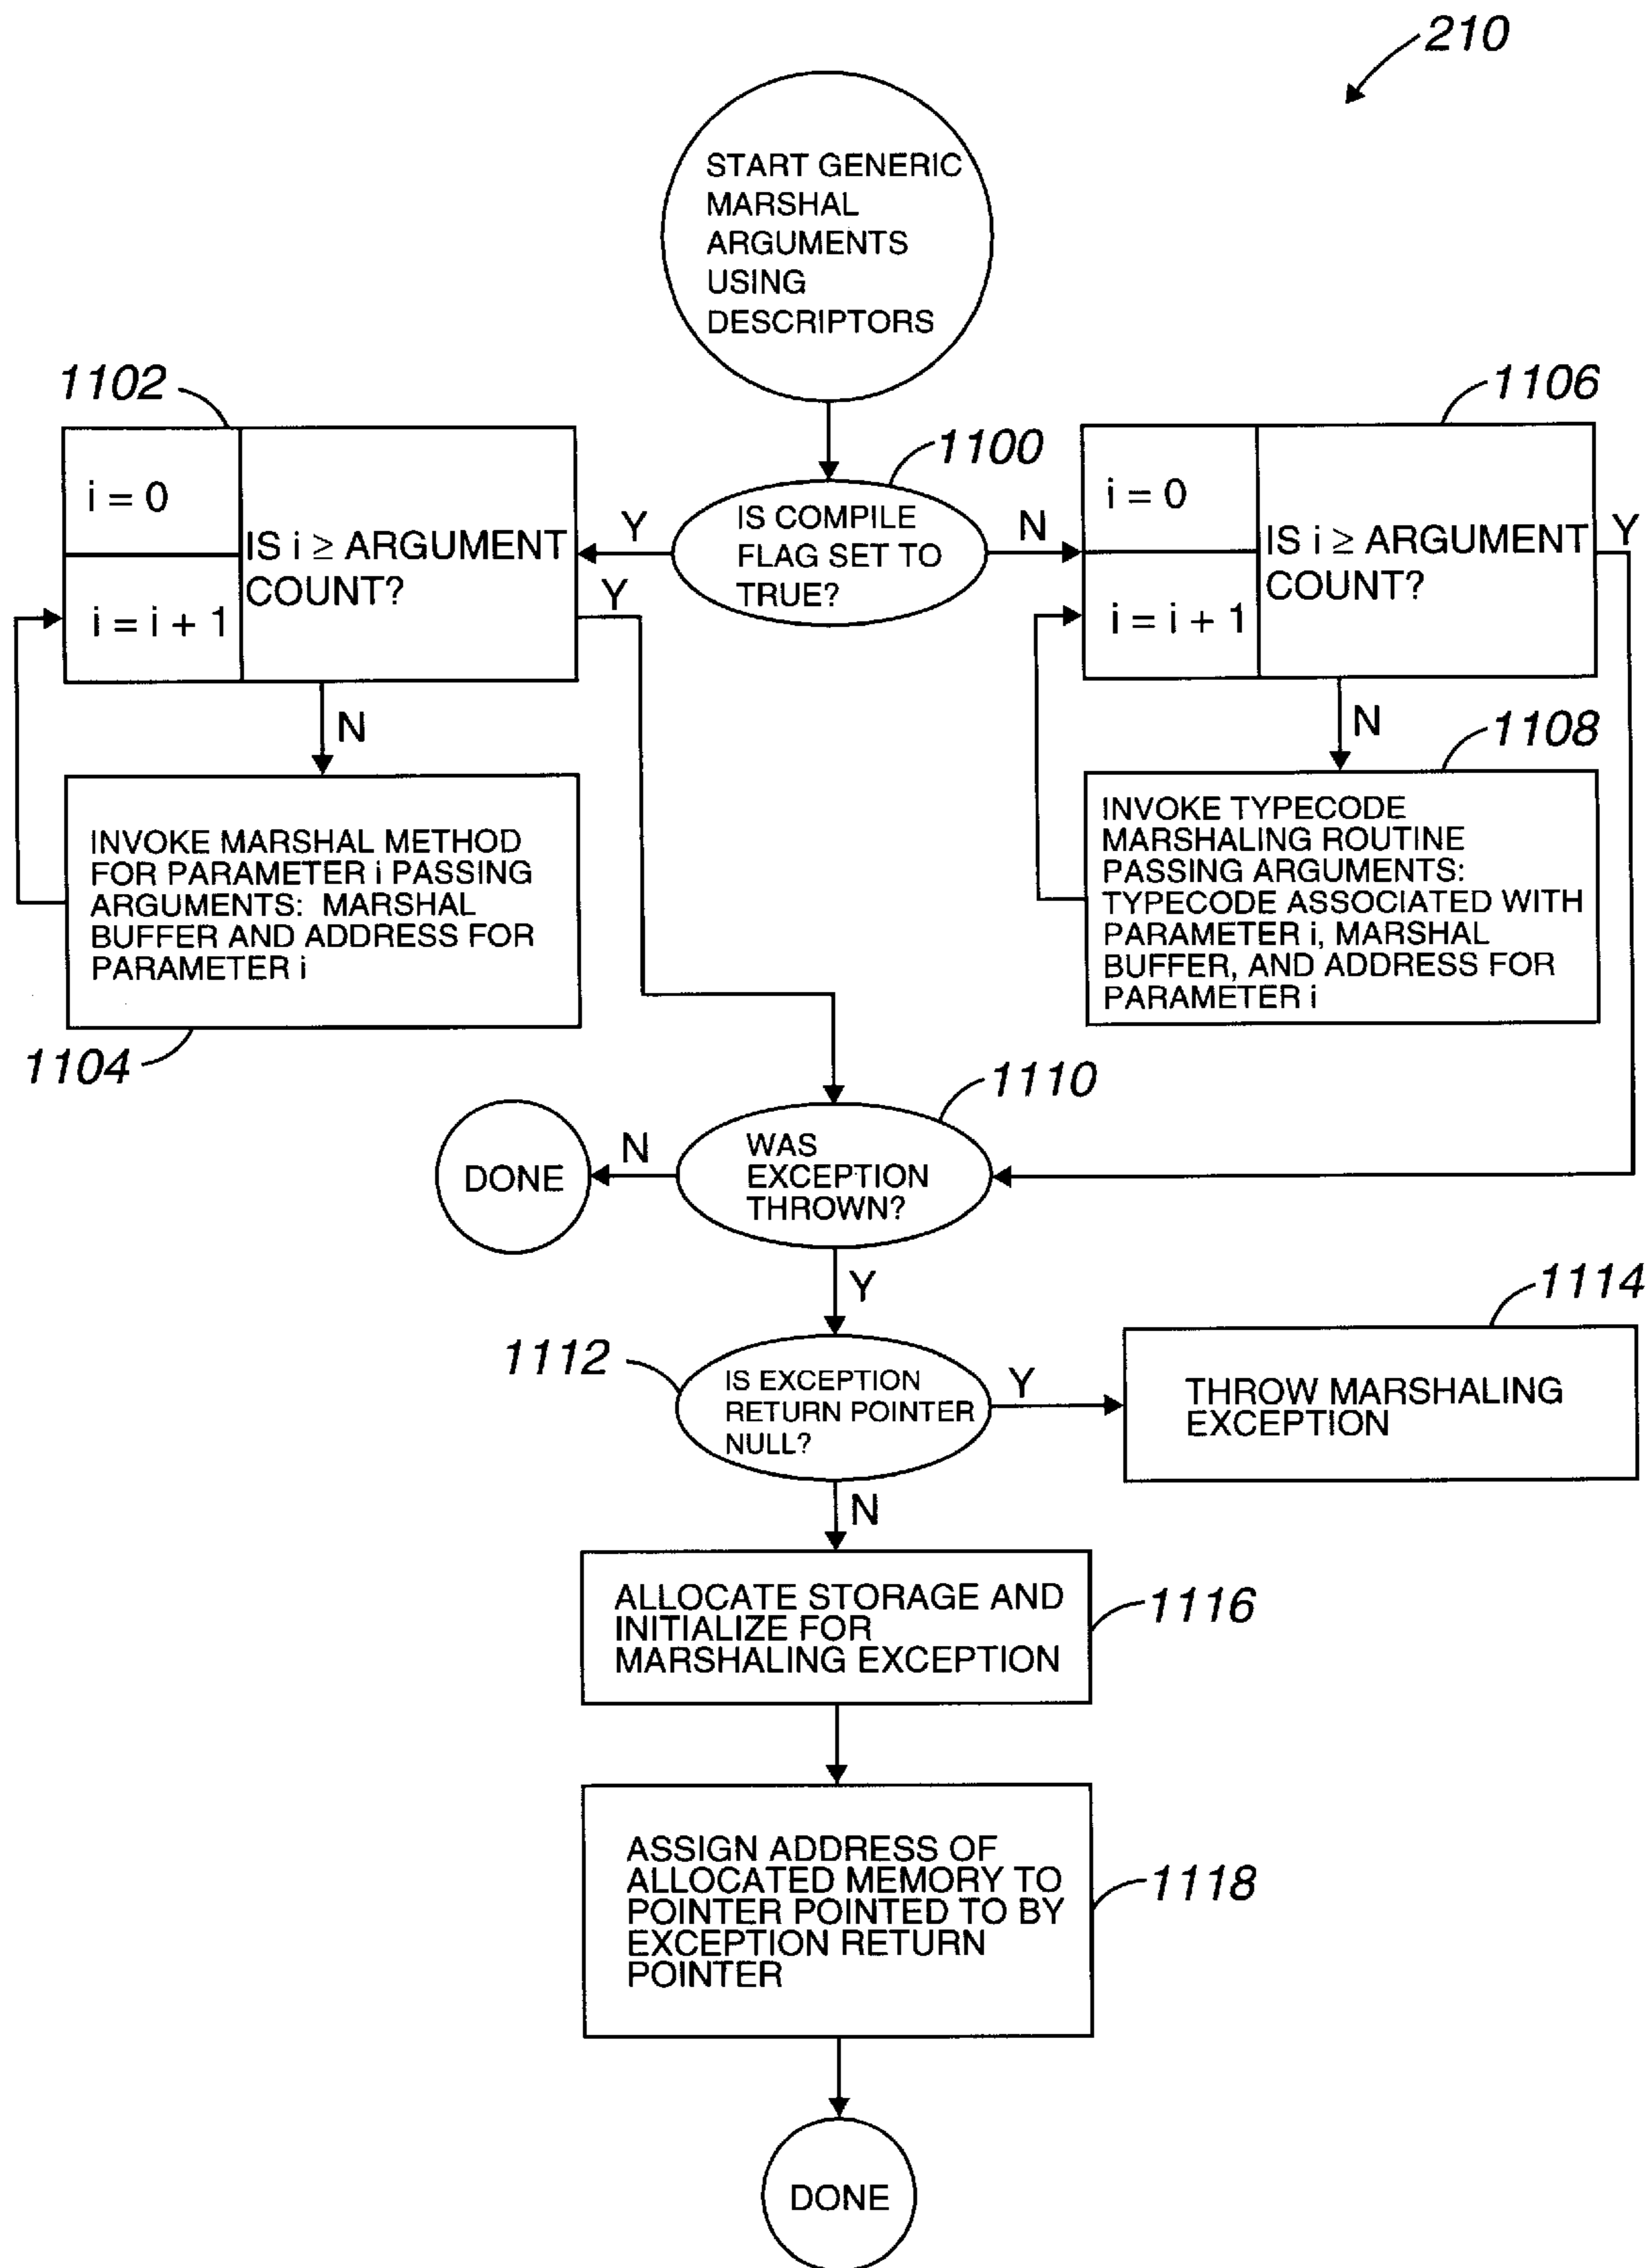 210
START GENERIC
MARSHAL
ARGUMENTS
USING
DESCRIPTORS
1102
i = 0
i = i + 1
IS i ≥ ARGUMENT
COUNT?
Y
1100
IS COMPILE
FLAG SET TO
TRUE?
Y
N
1106
i = 0
i = i + 1
IS i ≥ ARGUMENT
COUNT?
Y
N
INVOKE MARSHAL METHOD
FOR PARAMETER i PASSING
ARGUMENTS: MARSHAL
BUFFER AND ADDRESS FOR
PARAMETER i
1104
N
1108
INVOKE TYPECODE
MARSHALING ROUTINE
PASSING ARGUMENTS:
TYPECODE ASSOCIATED WITH
PARAMETER i, MARSHAL
BUFFER, AND ADDRESS FOR
PARAMETER i
1110
WAS
EXCEPTION
THROWN?
N
DONE
Y
1112
IS EXCEPTION
RETURN POINTER
NULL?
Y
1114
THROW MARSHALING
EXCEPTION
N
ALLOCATE STORAGE AND
INITIALIZE FOR
MARSHALING EXCEPTION
1116
ASSIGN ADDRESS OF
ALLOCATED MEMORY TO
POINTER POINTED TO BY
EXCEPTION RETURN
POINTER
1118
DONE